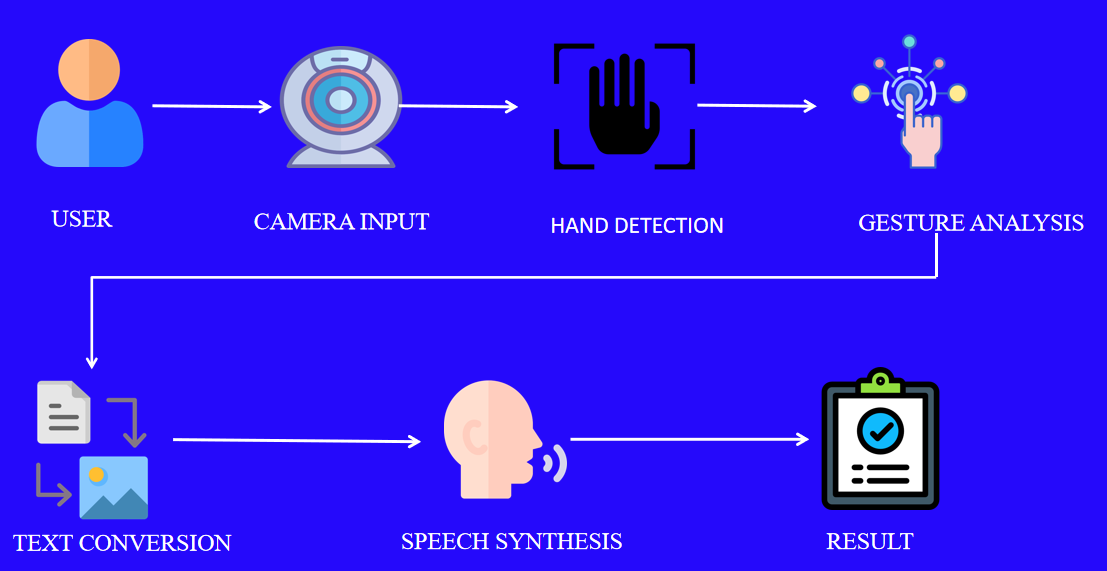 USER
CAMERA INPUT
HAND DETECTION
GESTURE ANALYSIS
TEXT CONVERSION
SPEECH SYNTHESIS
RESULT